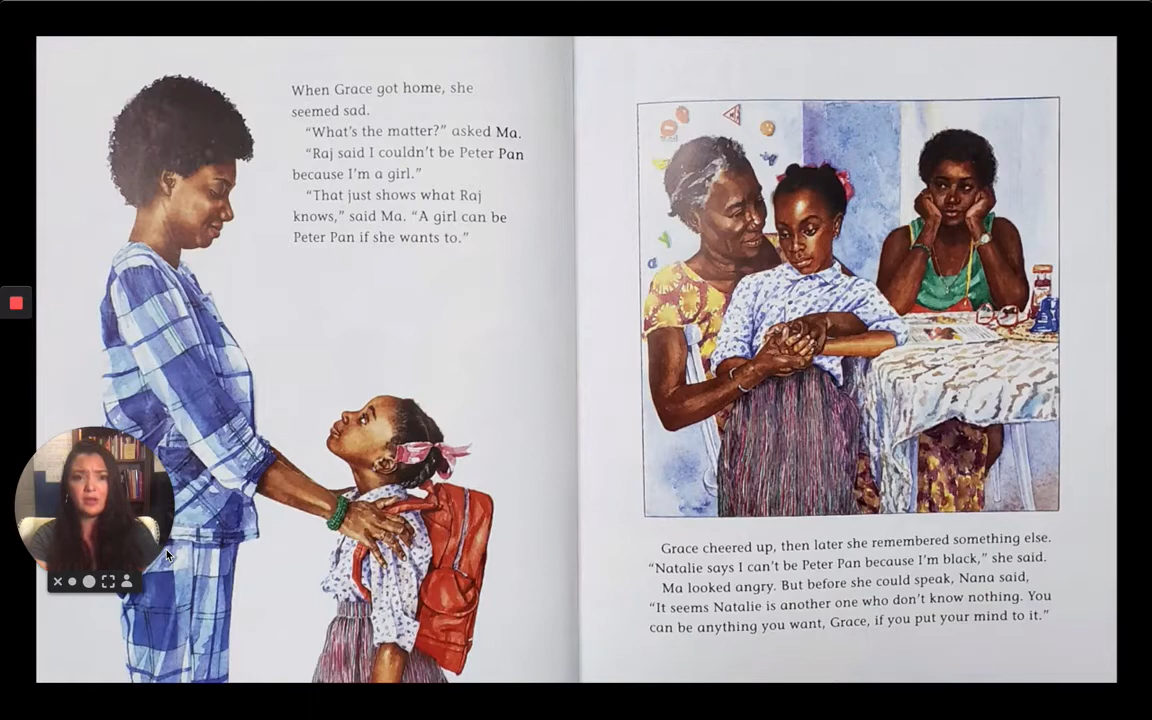 When Grace got home, she
seemed sad.
“What’s the matter?” asked Ma.
“Raj said I couldn’t be Peter Pan
because I’m a girl.”
“That just shows what Raj
knows,” said Ma. “A girl can be
Peter Pan if she wants to.”
Grace cheered up, then later she remembered something else.
“Natalie says I can’t be Peter Pan because I’m black,” she said.
Ma looked angry. But before she could speak, Nana said,
“It seems Natalie is another one who don’t know nothing. You
can be anything you want, Grace, if you put your mind to it.”